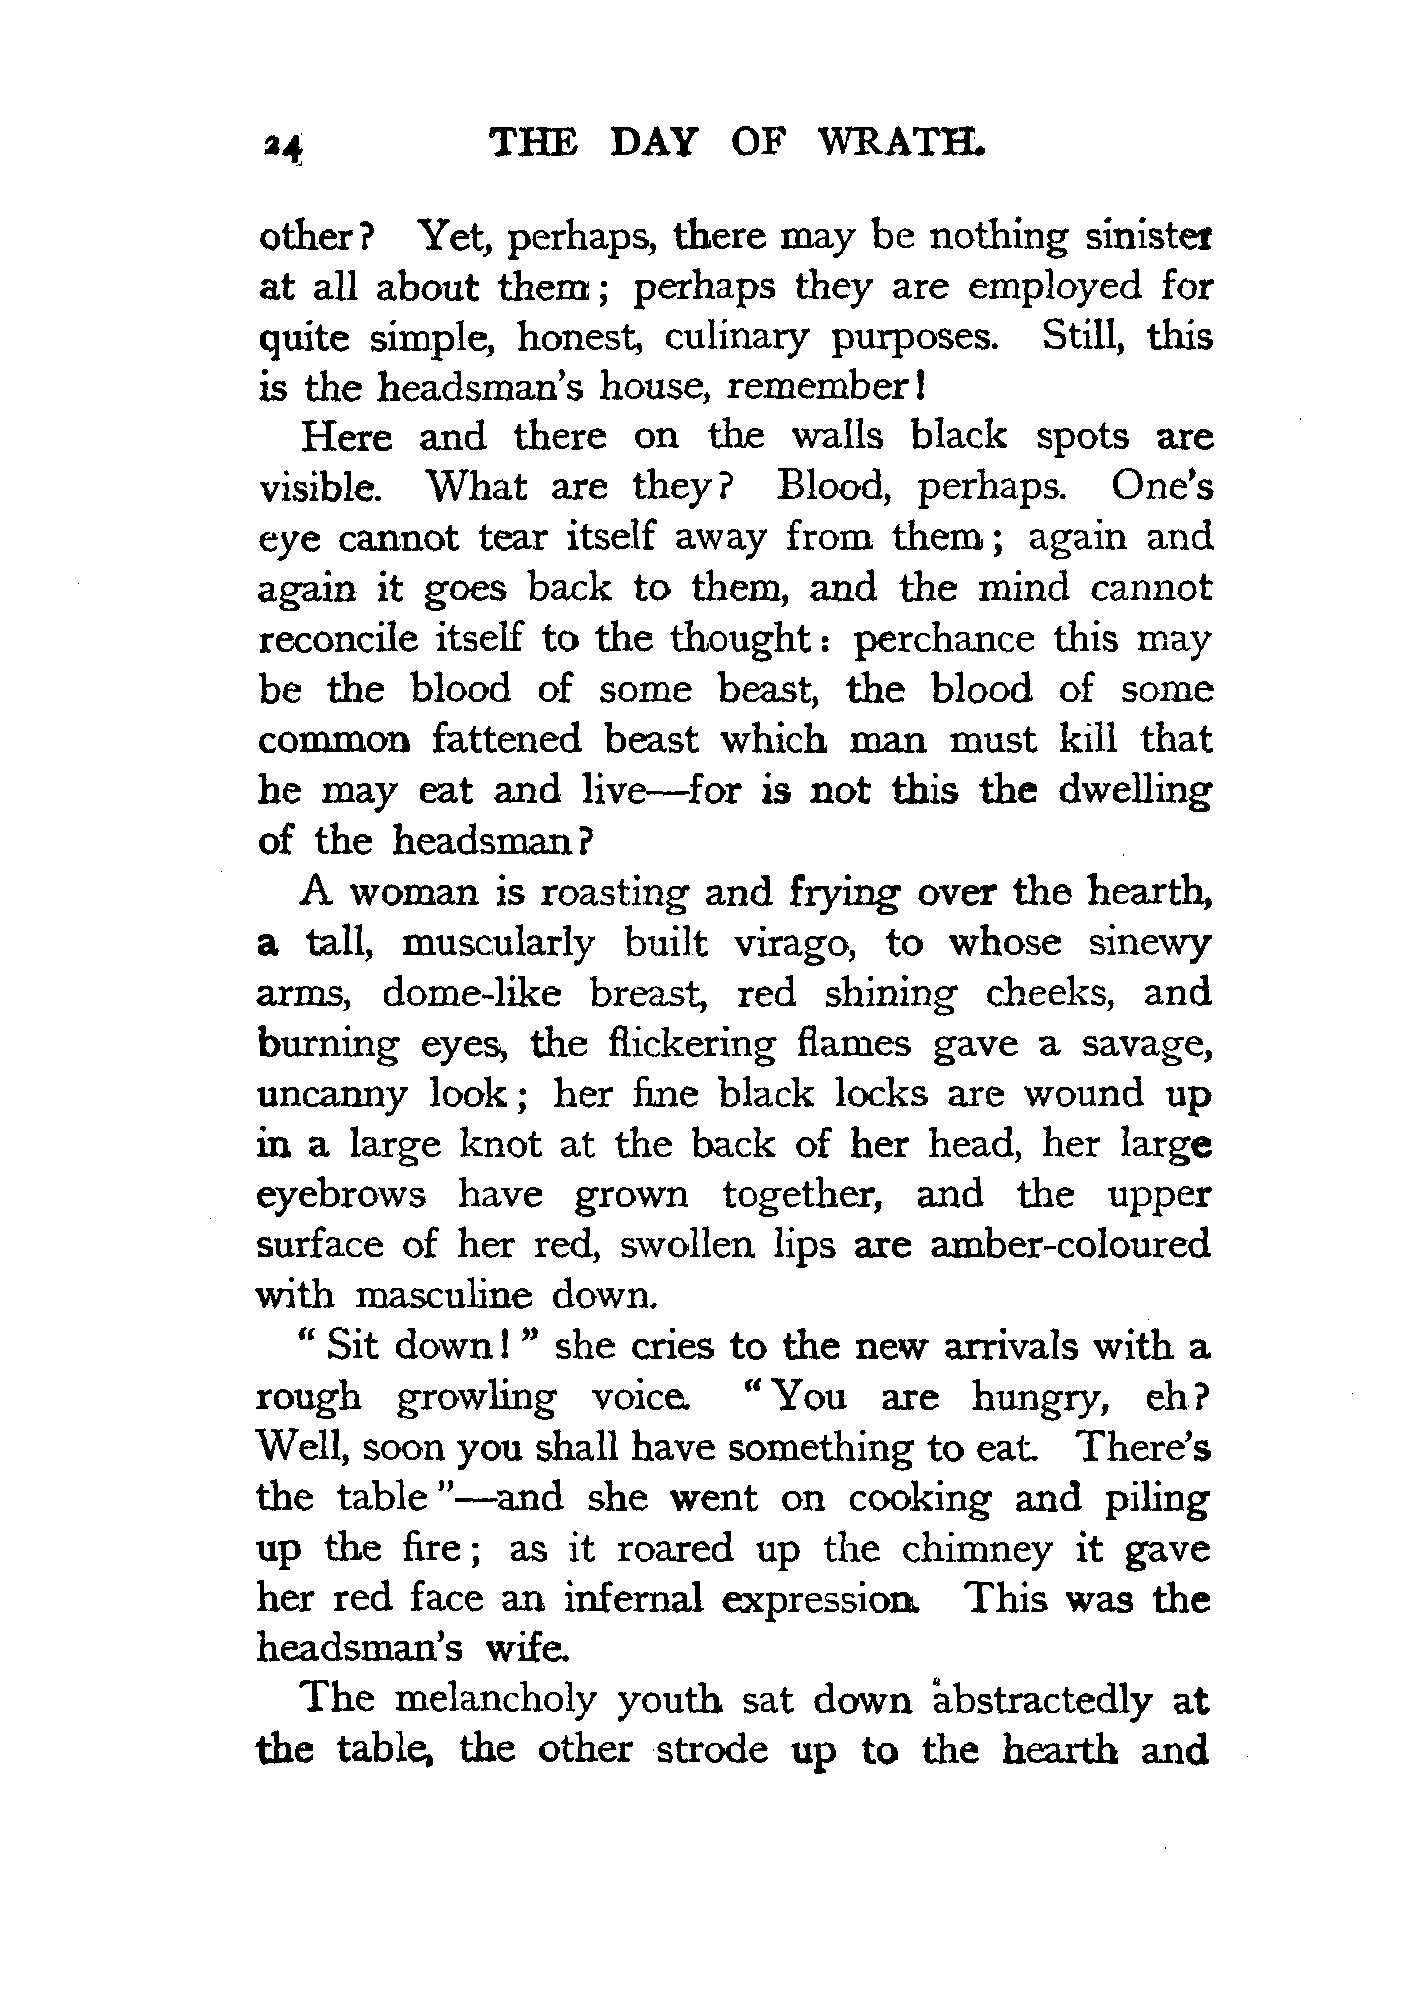 24 THE DAY OF WRATH.
other? Yet, perhaps, there may be nothing sinister
at all about them; perhaps they are employed for
quite simple, honest, culinary purposes. Still, this
is the headsman's house, remember!
Here and there on the walls black spots are
visible. What are they? Blood, perhaps. One's
eye cannot tear itself away from them; again and
again it goes back to them, and the mind cannot
reconcile itself to the thought: perchance this may
be the blood of some beast, the blood of some
common fattened beast which man must kill that
he may eat and live—for is not this the dwelling
of the headsman?
A woman is roasting and frying over the hearth,
a tall, muscularly built virago, to whose sinewy
arms, dome-like breast, red shining cheeks, and
burning eyes, the flickering flames gave a savage,
uncanny look; her fine black locks are wound up
in a large knot at the back of her head, her large
eyebrows have grown together, and the upper
surface of her red, swollen lips are amber-coloured
with masculine down.
"Sit down!" she cries to the new arrivals with a
rough growling voice. "You are hungry, eh?
Well, soon you shall have something to eat. There's
the table"—and she went on cooking and piling
up the fire; as it roared up the chimney it gave
her red face an infernal expression. This was the
headsman's wife.
The melancholy youth sat down abstractedly at
the table, the other strode up to the hearth and